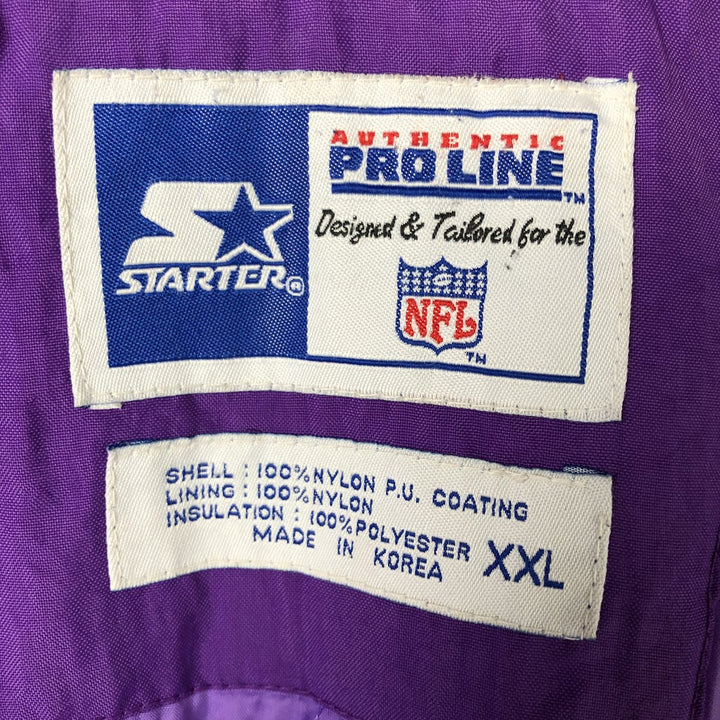 AUTHENTIC
PRO LINE TM
Designed & Tailored for the
STARTER®
NFL TM
SHELL : 100% NYLON P.U. COATING
LINING : 100% NYLON
INSULATION : 100% POLYESTER
MADE IN KOREA
XXL